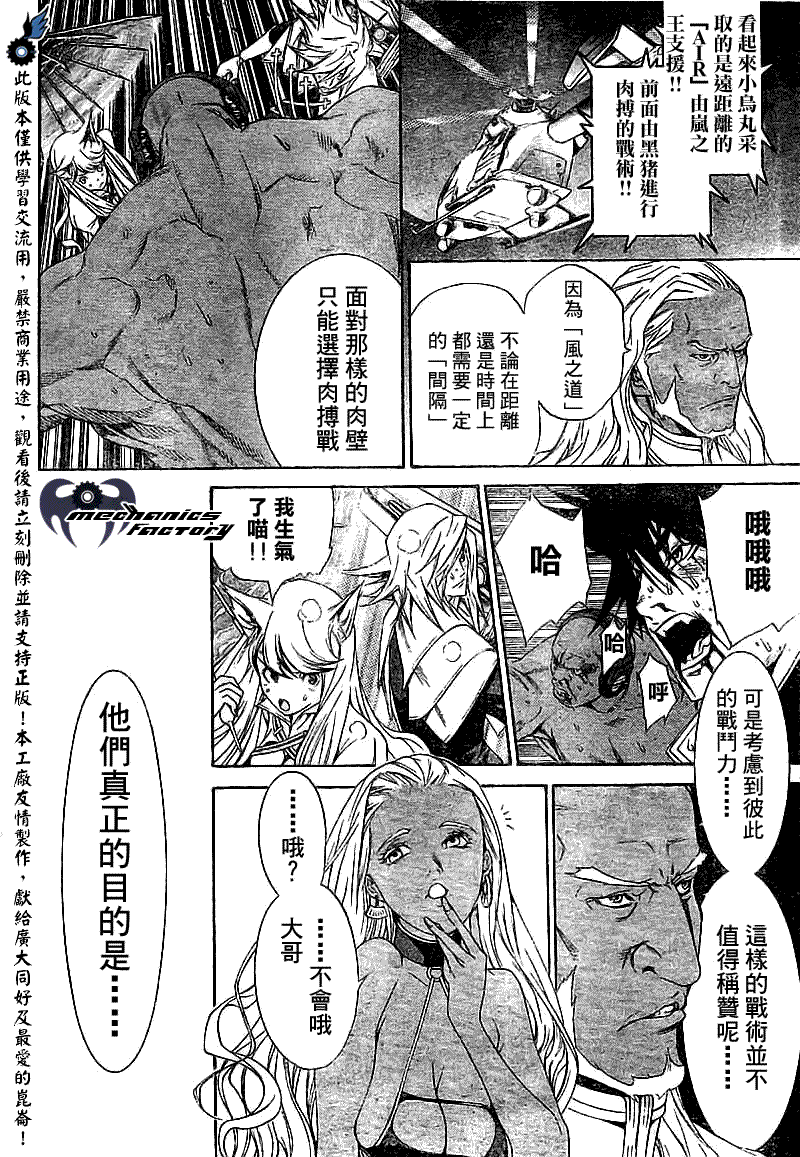 看起來小烏丸采
取的是遠距離的
『AIR』由嵐之
王支援!!
前面由黑豬進行
肉搏的戰術!!
因為「風之道」
不論在距離
還是時間上
都需要一定
的「間隔」
面對那樣的肉壁
只能選擇肉搏戰
哦哦哦
哈
哈
呼
我生氣
了喵!!
可是考慮到彼此
的戰鬥力……
這樣的戰術並不
值得稱讚呢……
……哦?
……不會哦
大哥
他們真正的目的是……
此版本僅供學習交流用，嚴禁商業用途，觀看後請立刻刪除並請支持正版！本工廠友情製作，獻給廣大同好及最愛的崑崙！
mechanics
Factory